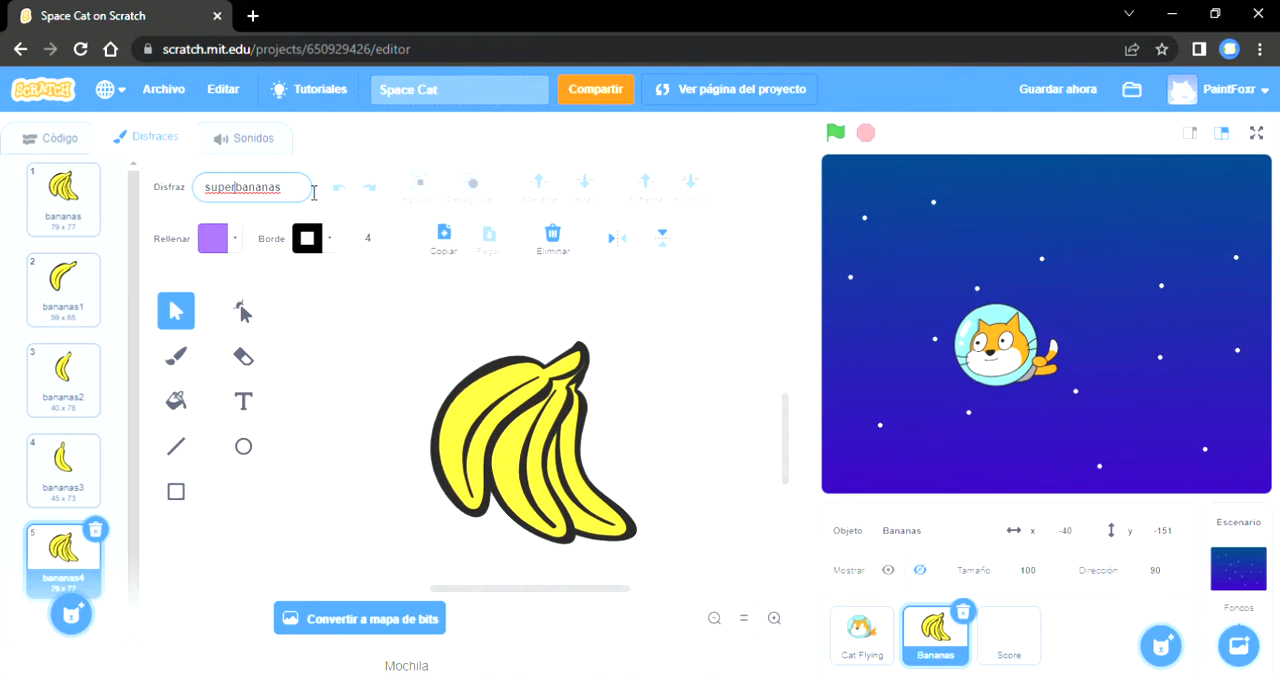 Space Cat on Scratch
scratch.mit.edu/projects/650929426/editor
SCRATCH
Archivo
Editar
Tutoriales
Space Cat
Compartir
Ver página del proyecto
Guardar ahora
PaintFoxr
Código
Disfraces
Sonidos
1
bananas
79 x 77
2
bananas1
59 x 65
3
bananas2
40 x 76
4
bananas3
45 x 73
5
bananas4
79 x 77
Disfraz
superbananas
Rellenar
Borde
4
Copiar
Eliminar
T
Convertir a mapa de bits
Mochila
Objeto
Bananas
x
-40
y
-151
Mostrar
Tamaño
100
Dirección
90
Escenario
Fondos
Cat Flying
Bananas
Score